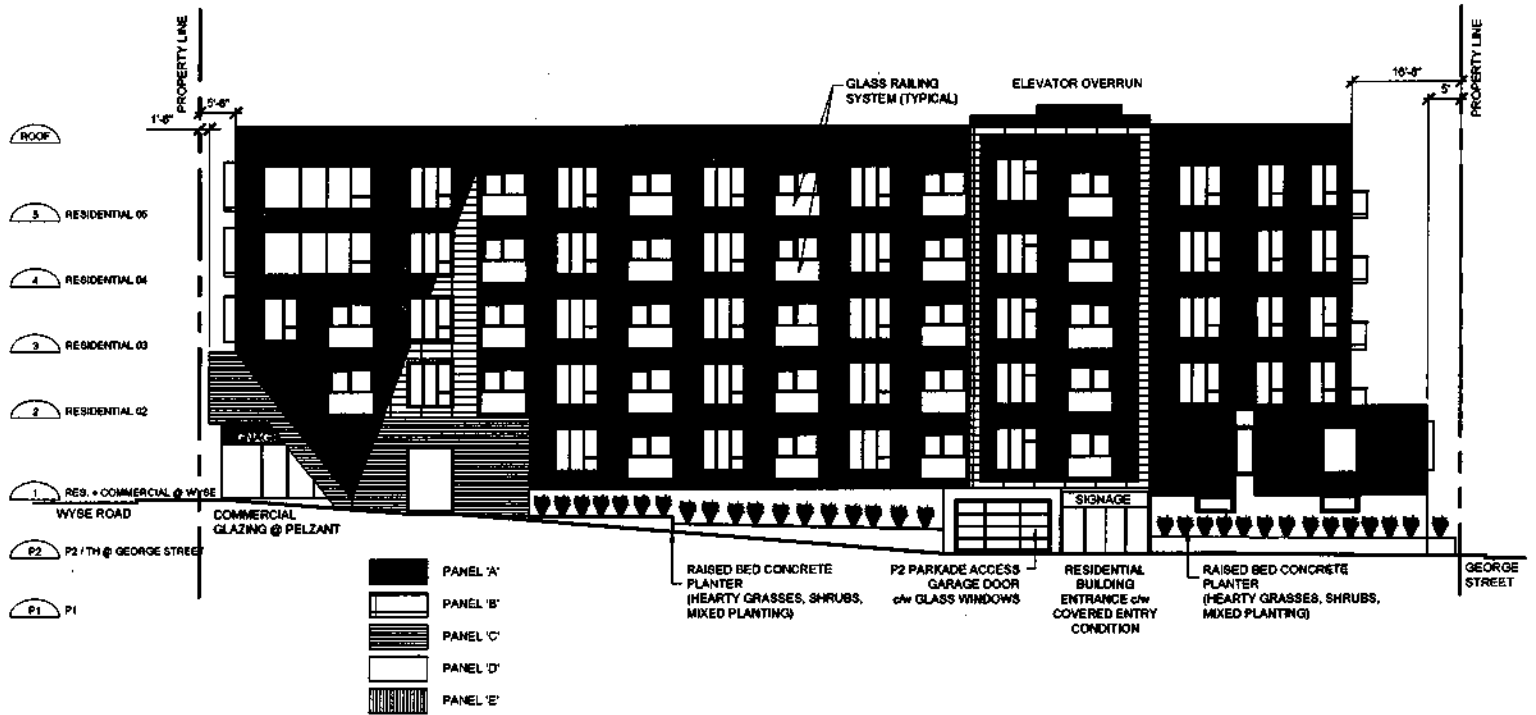 PROPERTY LINE
5'-6"
1'-6"
GLASS RAILING
SYSTEM (TYPICAL)
ELEVATOR OVERRUN
16'-8"
5'
PROPERTY LINE
ROOF
5 RESIDENTIAL 05
4 RESIDENTIAL 04
3 RESIDENTIAL 03
2 RESIDENTIAL 02
1 RES. + COMMERCIAL @ WYSE
WYSE ROAD
COMMERCIAL
GLAZING @ PELZANT
SIGNAGE
P2 P2 / TH @ GEORGE STREET
P1 P1
PANEL 'A'
PANEL 'B'
PANEL 'C'
PANEL 'D'
PANEL 'E'
RAISED BED CONCRETE
PLANTER
(HEARTY GRASSES, SHRUBS,
MIXED PLANTING)
P2 PARKADE ACCESS
GARAGE DOOR
c/w GLASS WINDOWS
RESIDENTIAL
BUILDING
ENTRANCE c/w
COVERED ENTRY
CONDITION
RAISED BED CONCRETE
PLANTER
(HEARTY GRASSES, SHRUBS,
MIXED PLANTING)
GEORGE
STREET